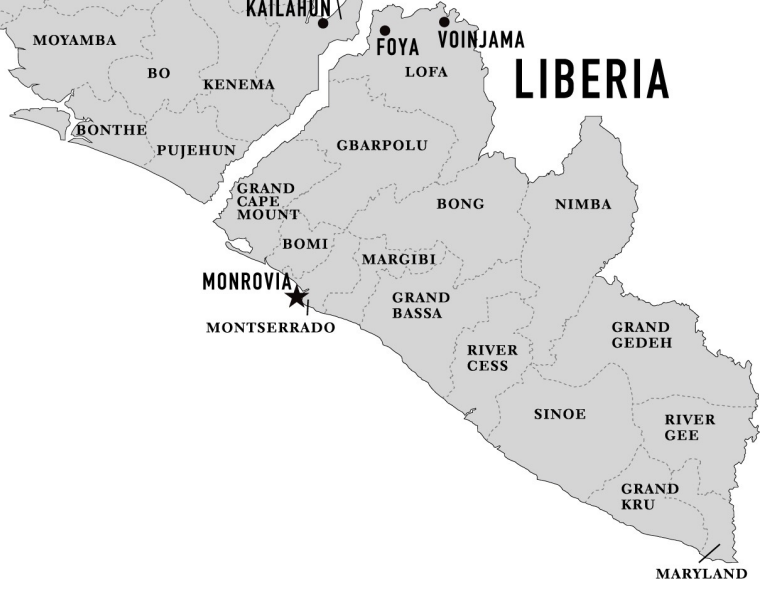 KAILAHUN
FOYA
VOINJAMA
LIBERIA
MOYAMBA
BO
KENEMA
LOFA
BONTHE
PUJEHUN
GBARPOLU
GRAND
CAPE
MOUNT
BONG
NIMBA
BOMI
MARGIBI
MONROVIA
GRAND
BASSA
MONTSERRADO
GRAND
GEDEH
RIVER
CESS
SINOE
RIVER
GEE
GRAND
KRU
MARYLAND